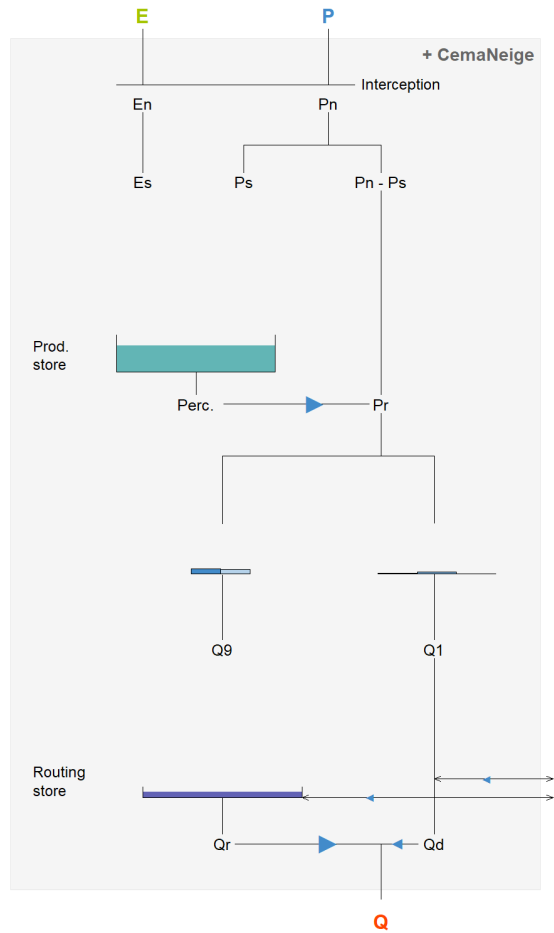 E
P
+ CemaNeige
Interception
En
Pn
Es
Ps
Pn - Ps
Prod.
store
Perc.
Pr
Q9
Q1
Routing
store
Qr
Qd
Q